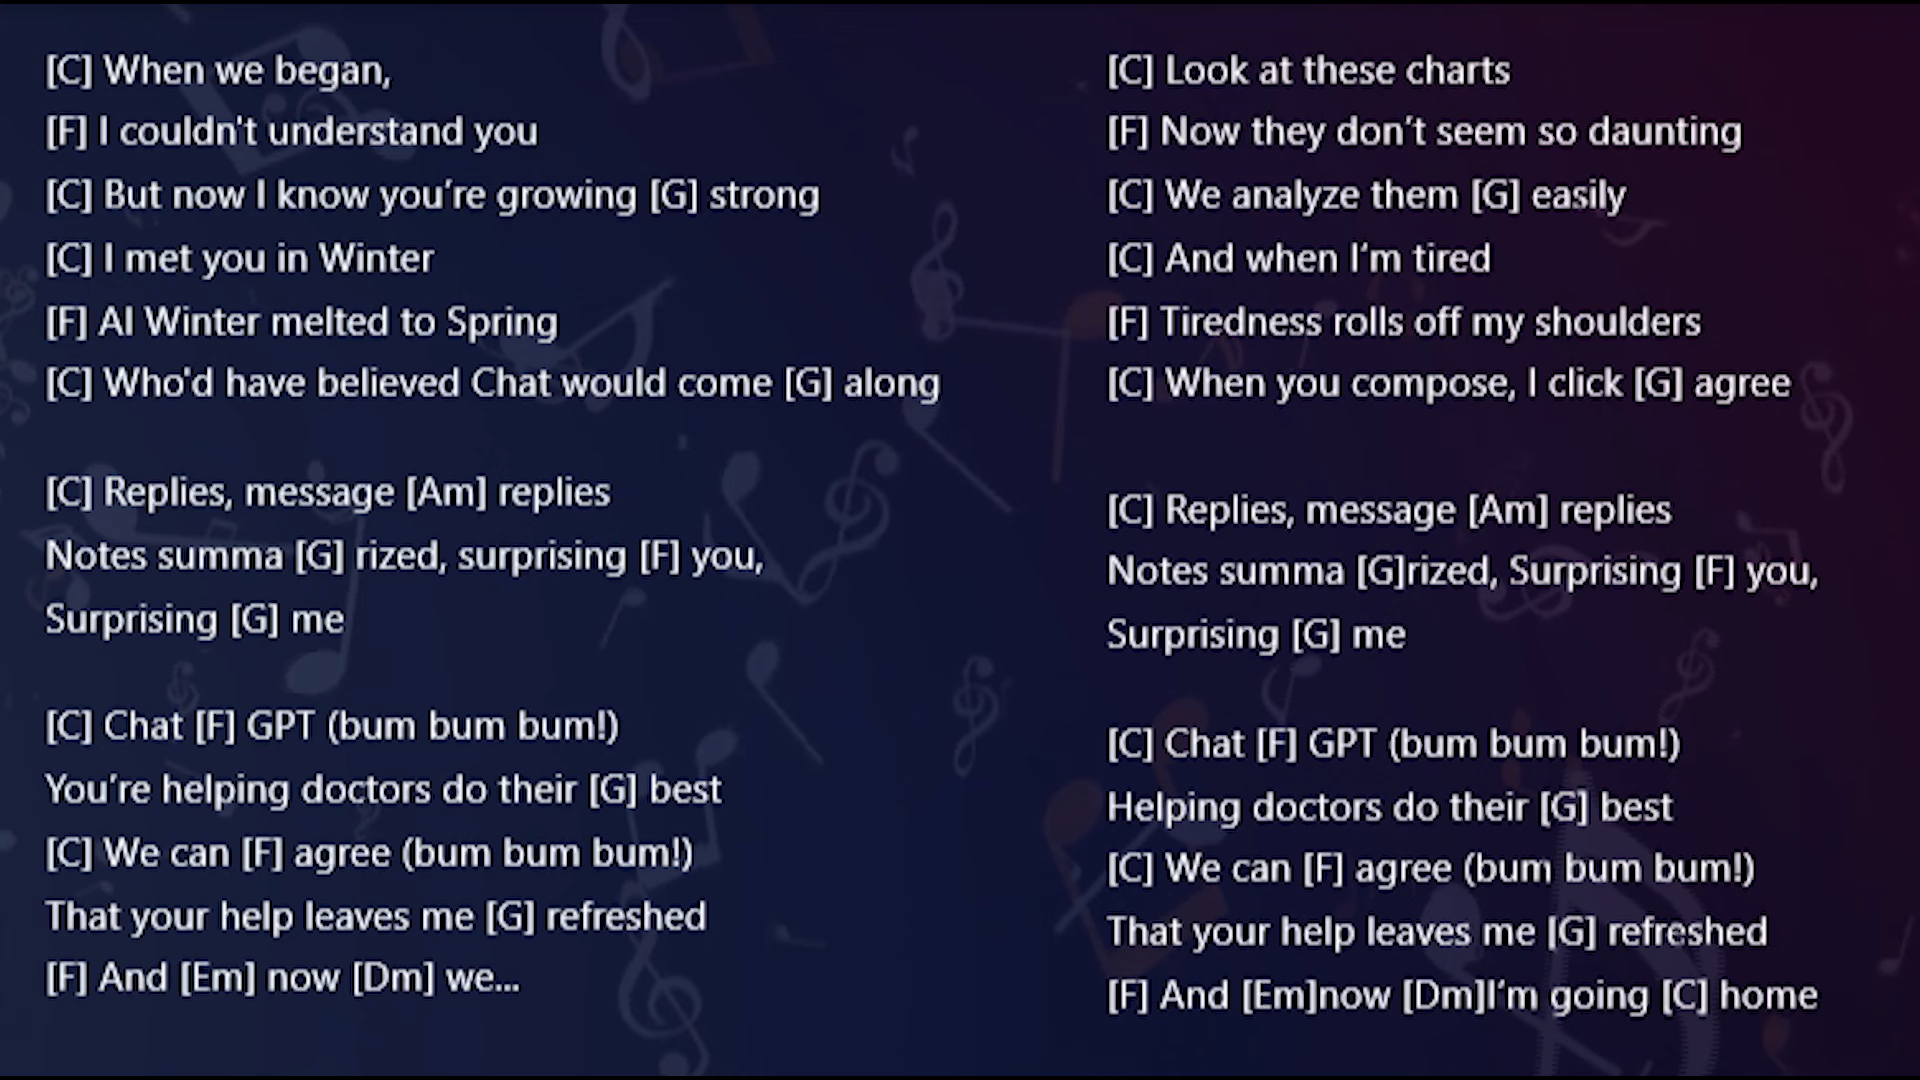 [C] When we began,
[F] I couldn't understand you
[C] But now I know you’re growing [G] strong
[C] I met you in Winter
[F] AI Winter melted to Spring
[C] Who'd have believed Chat would come [G] along
[C] Replies, message [Am] replies
Notes summa [G] rized, surprising [F] you,
Surprising [G] me
[C] Chat [F] GPT (bum bum bum!)
You’re helping doctors do their [G] best
[C] We can [F] agree (bum bum bum!)
That your help leaves me [G] refreshed
[F] And [Em] now [Dm] we...
[C] Look at these charts
[F] Now they don’t seem so daunting
[C] We analyze them [G] easily
[C] And when I’m tired
[F] Tiredness rolls off my shoulders
[C] When you compose, I click [G] agree
[C] Replies, message [Am] replies
Notes summa [G]rized, Surprising [F] you,
Surprising [G] me
[C] Chat [F] GPT (bum bum bum!)
Helping doctors do their [G] best
[C] We can [F] agree (bum bum bum!)
That your help leaves me [G] refreshed
[F] And [Em]now [Dm]I’m going [C] home